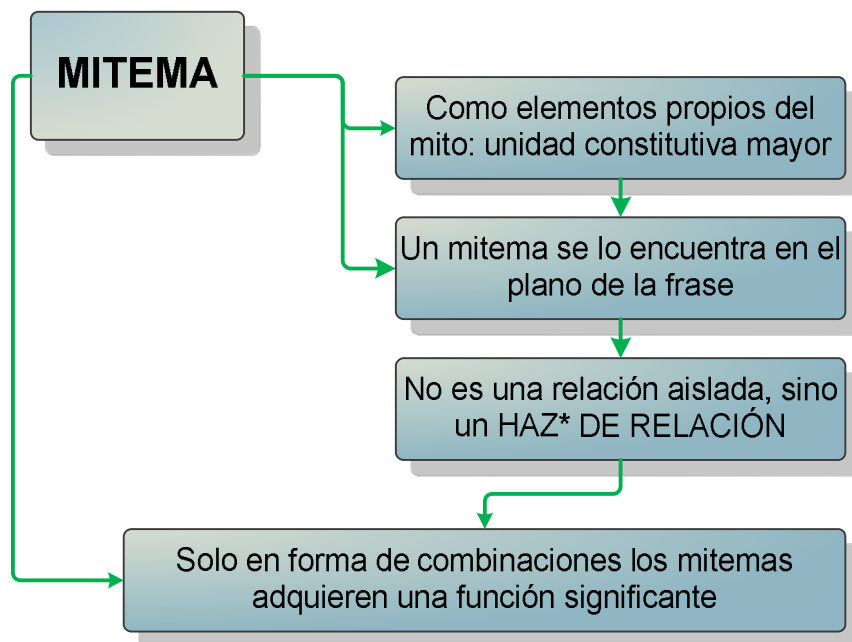 MITEMA
Como elementos propios del
mito: unidad constitutiva mayor
Un mitema se lo encuentra en el
plano de la frase
No es una relación aislada, sino
un HAZ* DE RELACIÓN
Solo en forma de combinaciones los mitemas
adquieren una función significante